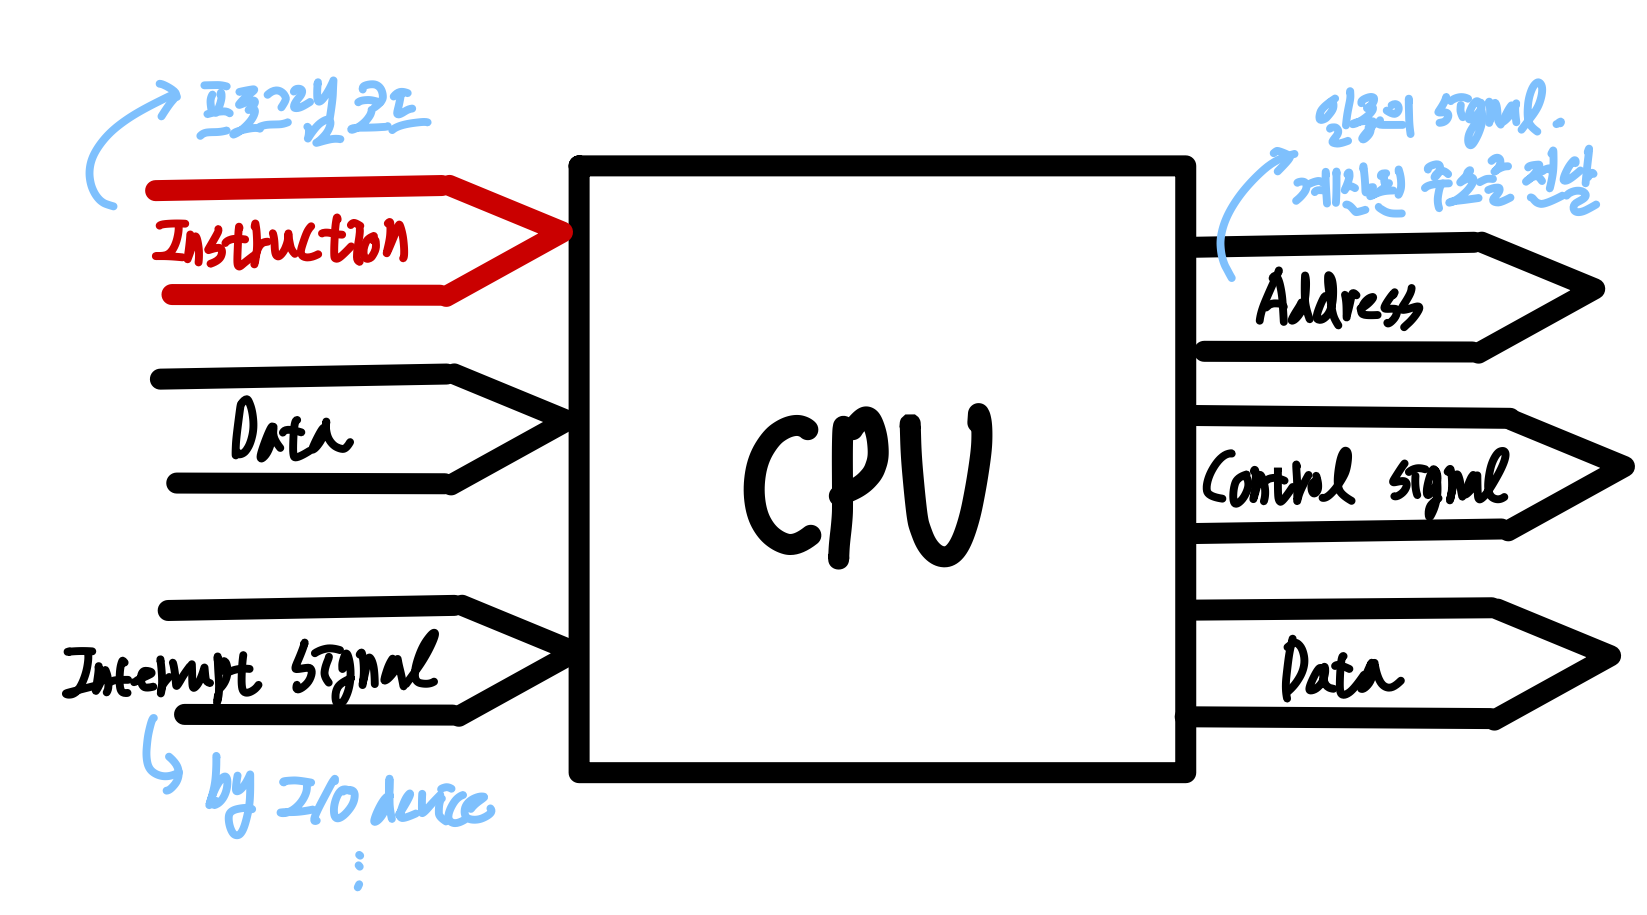 프로그램 코드
Instruction
Data
Interrupt signal
by I/O device
⋮
CPU
일종의 signal.
계산된 주소를 전달
Address
Control signal
Data